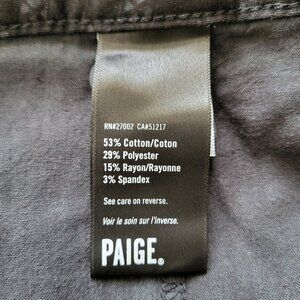 RN#27002 CA#51217
53% Cotton/Coton
29% Polyester
15% Rayon/Rayonne
3% Spandex
See care on reverse.
Voir le soin sur l'inverse.
PAIGE®